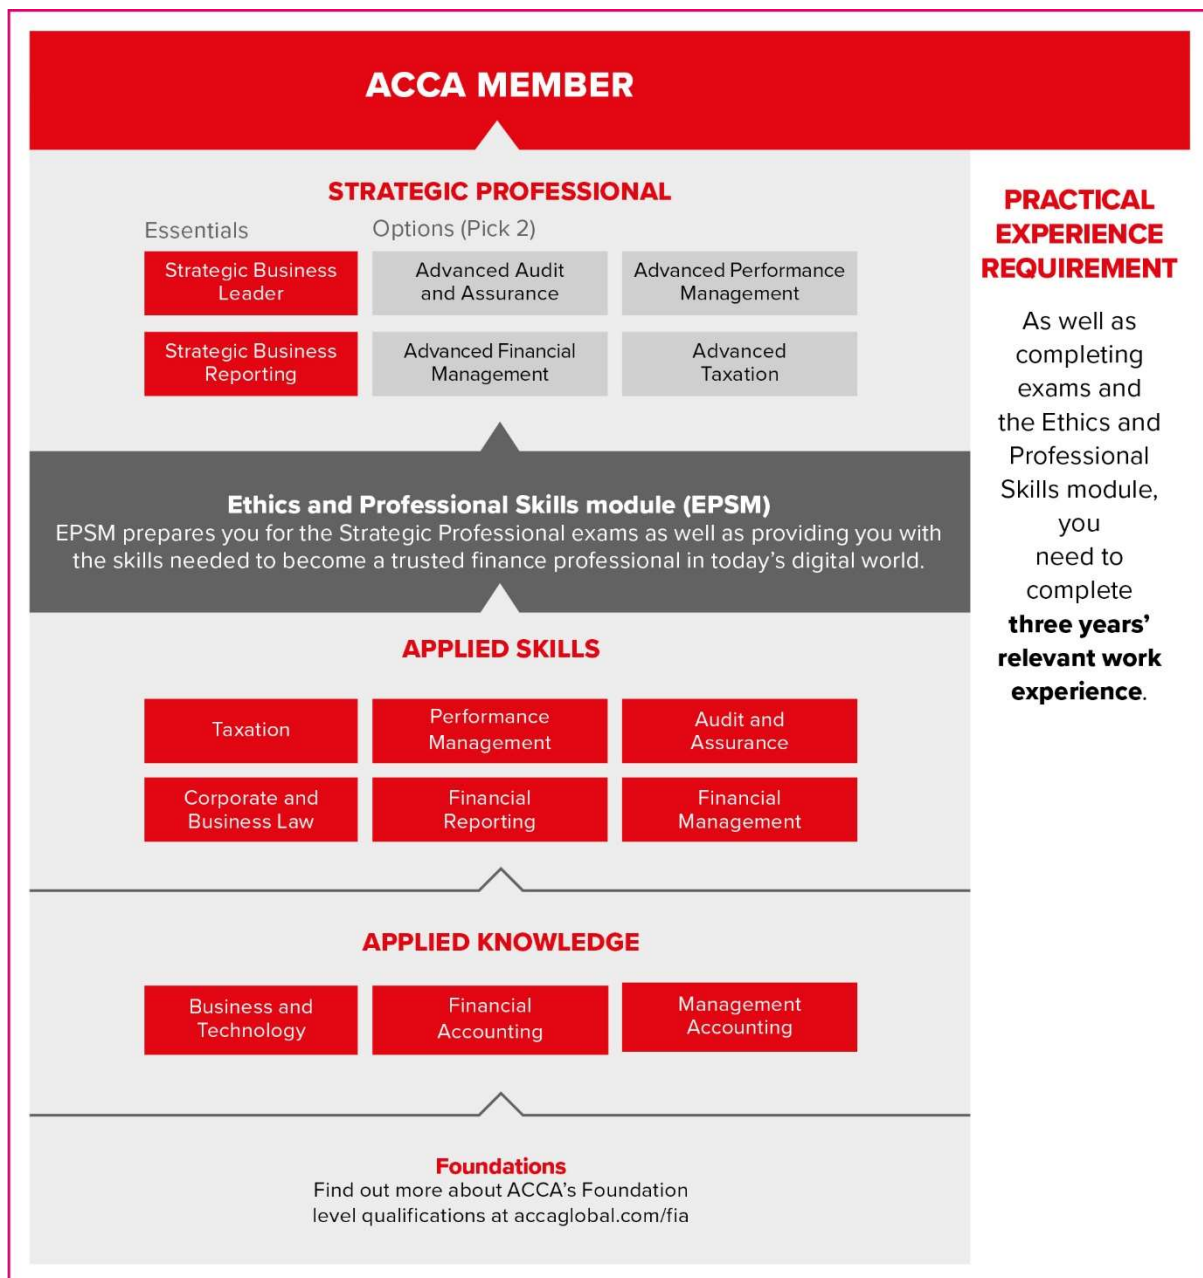 ACCA MEMBER
STRATEGIC PROFESSIONAL
Essentials
Options (Pick 2)
Strategic Business
Leader
Advanced Audit
and Assurance
Advanced Performance
Management
Strategic Business
Reporting
Advanced Financial
Management
Advanced
Taxation
Ethics and Professional Skills module (EPSM)
EPSM prepares you for the Strategic Professional exams as well as providing you with
the skills needed to become a trusted finance professional in today’s digital world.
APPLIED SKILLS
Taxation
Performance
Management
Audit and
Assurance
Corporate and
Business Law
Financial
Reporting
Financial
Management
APPLIED KNOWLEDGE
Business and
Technology
Financial
Accounting
Management
Accounting
Foundations
Find out more about ACCA’s Foundation
level qualifications at accaglobal.com/fia
PRACTICAL
EXPERIENCE
REQUIREMENT
As well as
completing
exams and
the Ethics and
Professional
Skills module,
you
need to
complete
three years’
relevant work
experience.